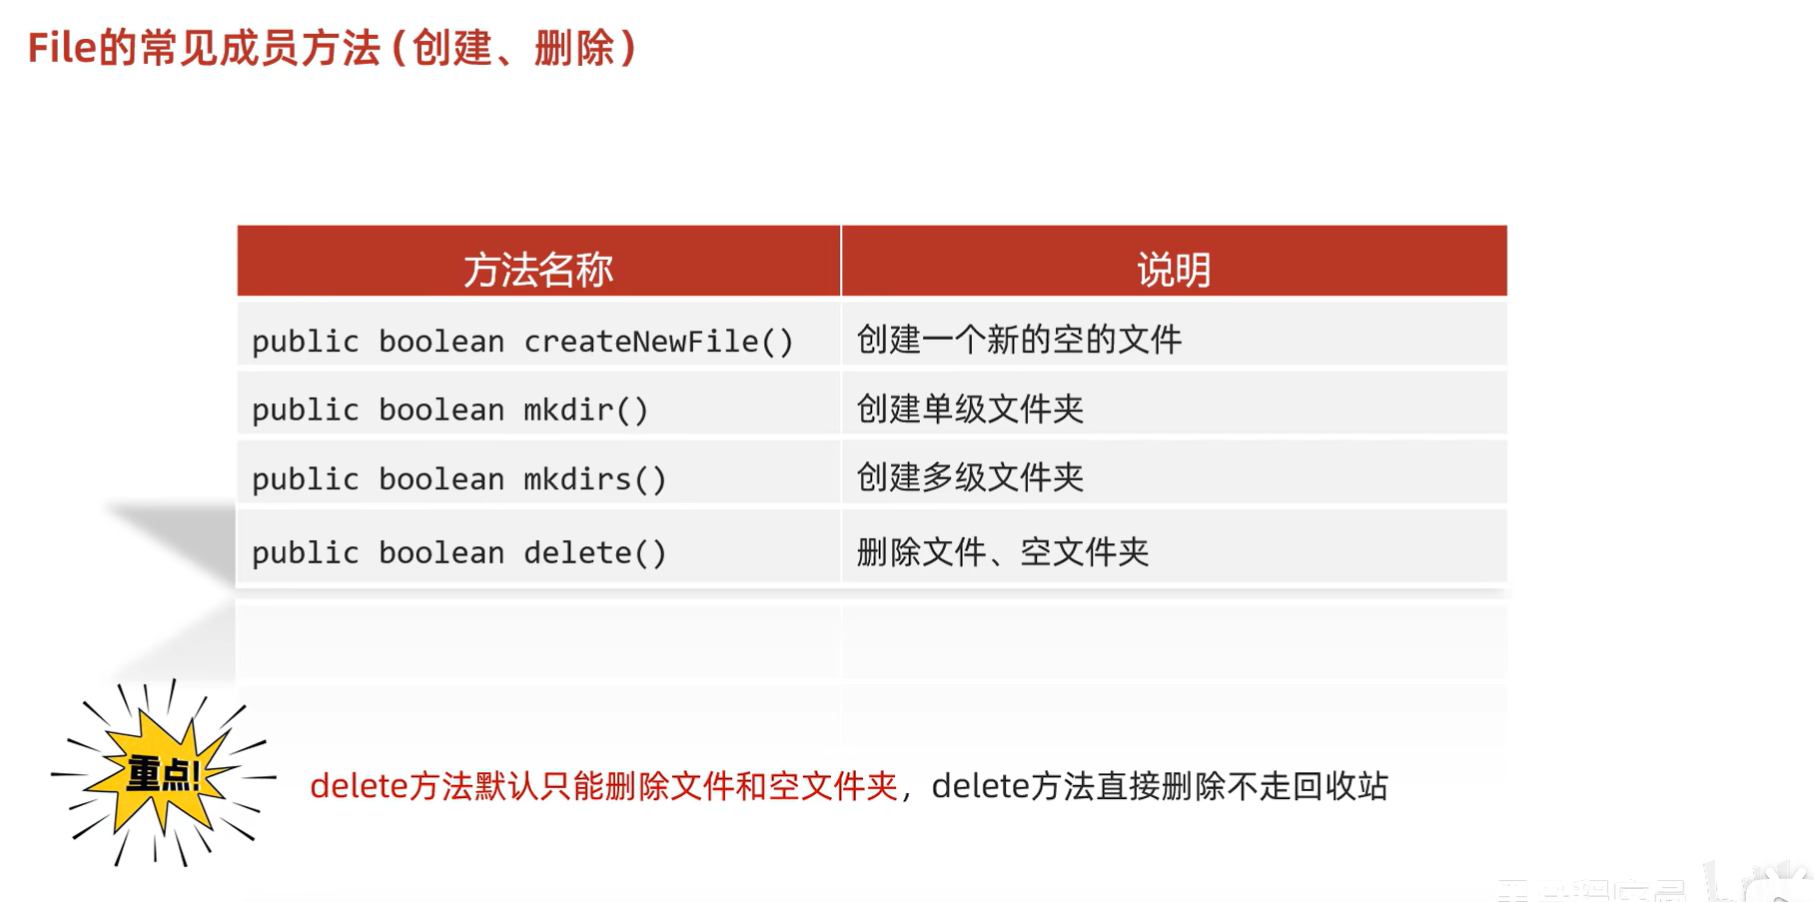 File的常见成员方法(创建、删除)
方法名称 说明
public boolean createNewFile() 创建一个新的空的文件
public boolean mkdir() 创建单级文件夹
public boolean mkdirs() 创建多级文件夹
public boolean delete() 删除文件、空文件夹
重点!
delete方法默认只能删除文件和空文件夹，delete方法直接删除不走回收站